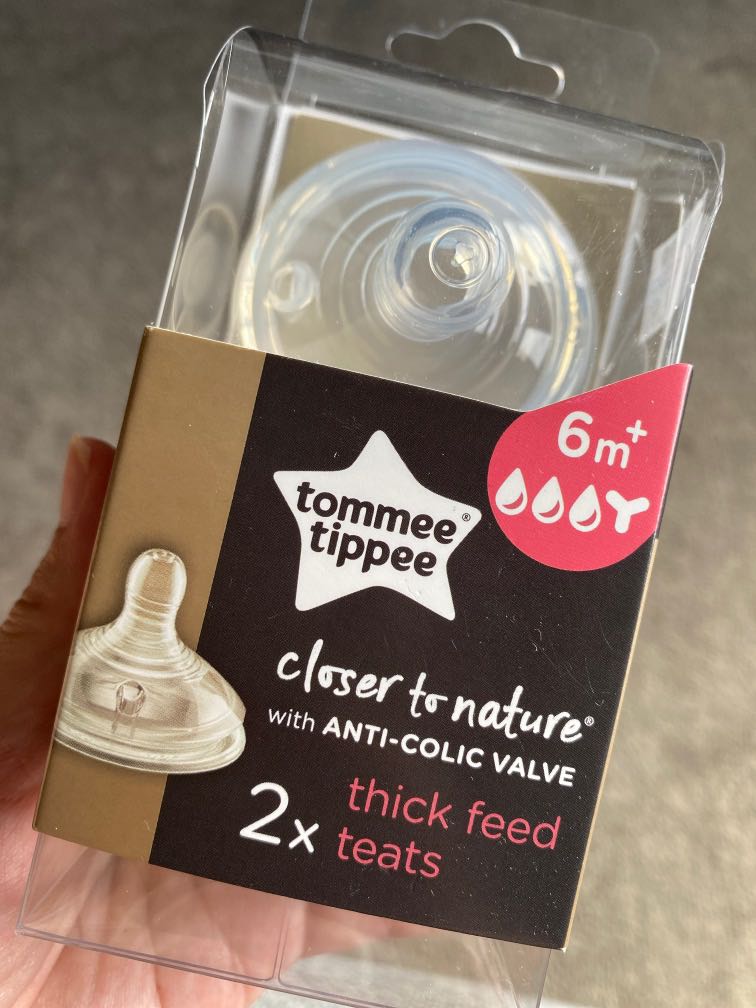 6m+
tommee®
tippee
closer to nature®
with ANTI-COLIC VALVE
2x thick feed
teats